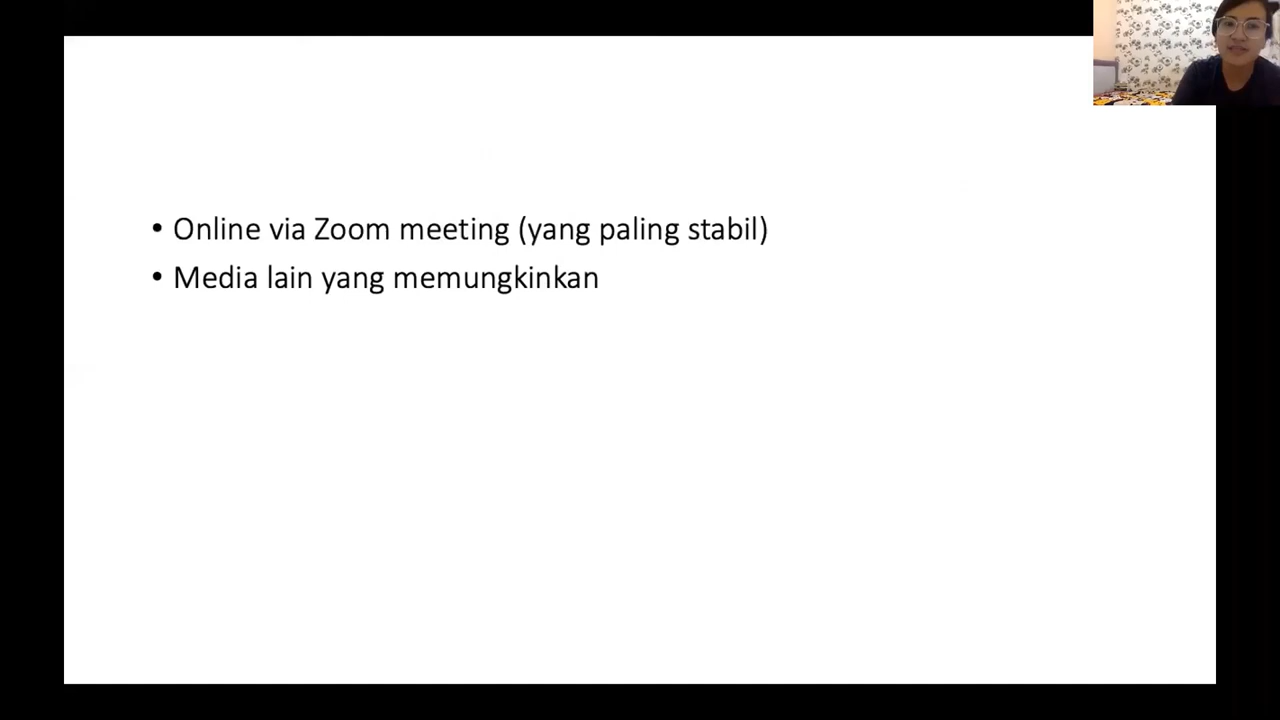 • Online via Zoom meeting (yang paling stabil)
• Media lain yang memungkinkan